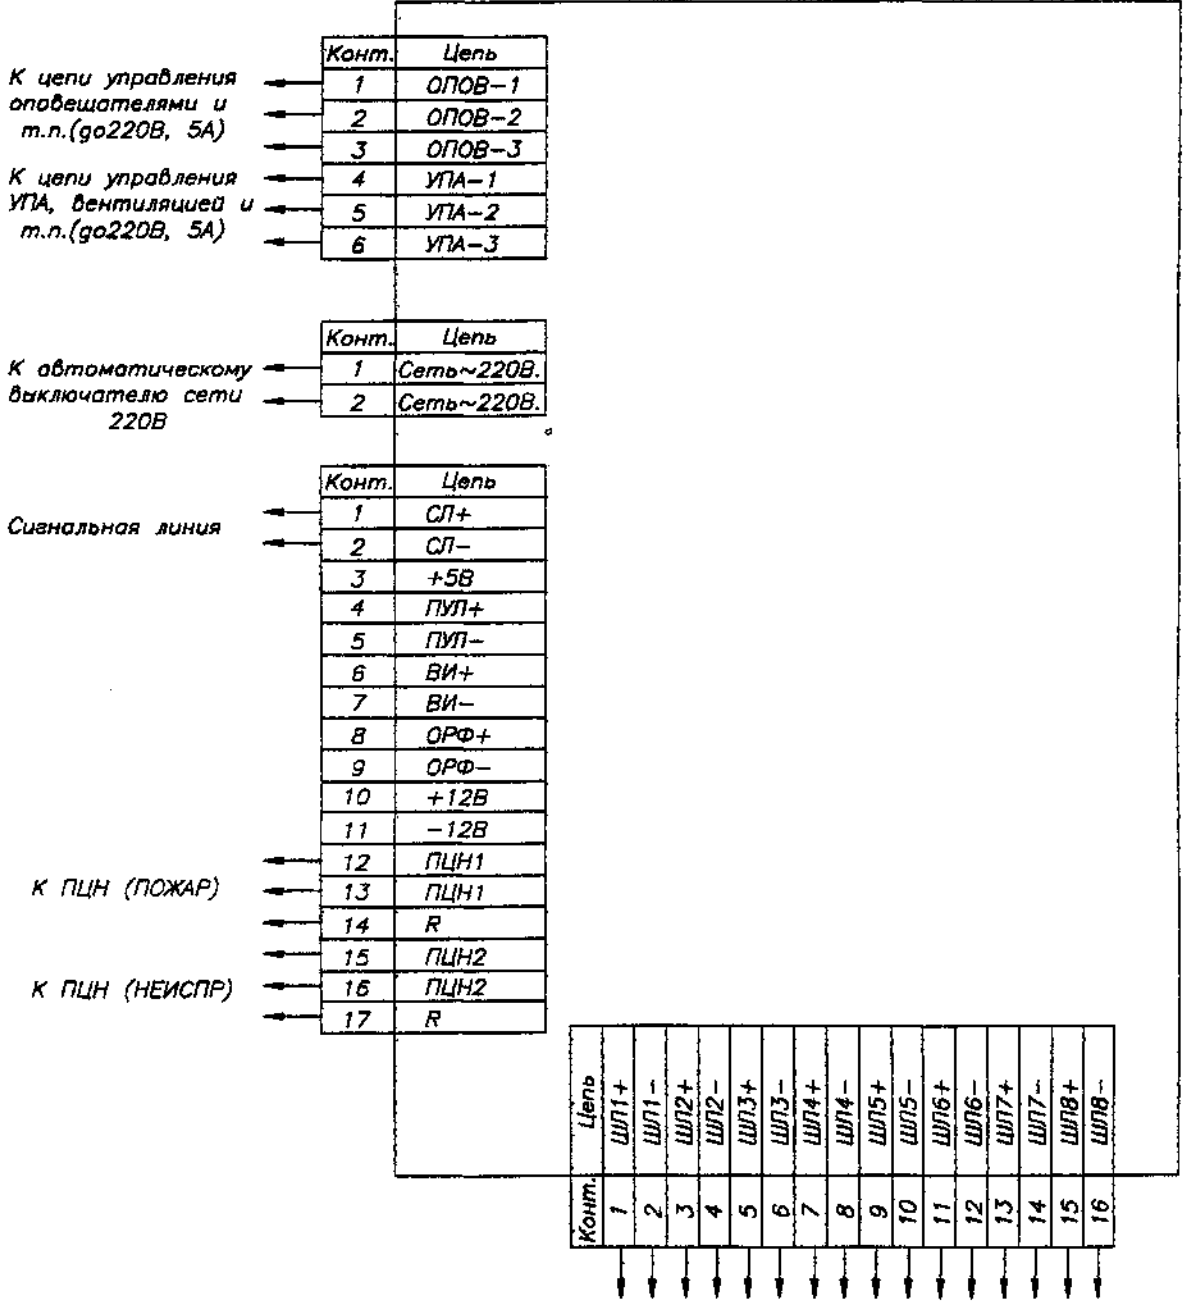 Конт. Цепь
К цепи управления
оповещателями и
т.п.(до220В, 5А)
1 ОПОВ-1
2 ОПОВ-2
3 ОПОВ-3
К цепи управления
УПА, вентиляцией и
т.п.(до220В, 5А)
4 УПА-1
5 УПА-2
6 УПА-3
Конт. Цепь
К автоматическому
выключателю сети
220В
1 Сеть~220В.
2 Сеть~220В.
Конт. Цепь
Сигнальная линия
1 СЛ+
2 СЛ-
3 +5В
4 ПУЛ+
5 ПУЛ-
6 ВИ+
7 ВИ-
8 ОРФ+
9 ОРФ-
10 +12В
11 -12В
К ПЦН (ПОЖАР)
12 ПЦН1
13 ПЦН1
14 R
К ПЦН (НЕИСПР)
15 ПЦН2
16 ПЦН2
17 R
Конт. Цепь
1 ШЛ1+
2 ШЛ1-
3 ШЛ2+
4 ШЛ2-
5 ШЛ3+
6 ШЛ3-
7 ШЛ4+
8 ШЛ4-
9 ШЛ5+
10 ШЛ5-
11 ШЛ6+
12 ШЛ6-
13 ШЛ7+
14 ШЛ7-
15 ШЛ8+
16 ШЛ8-